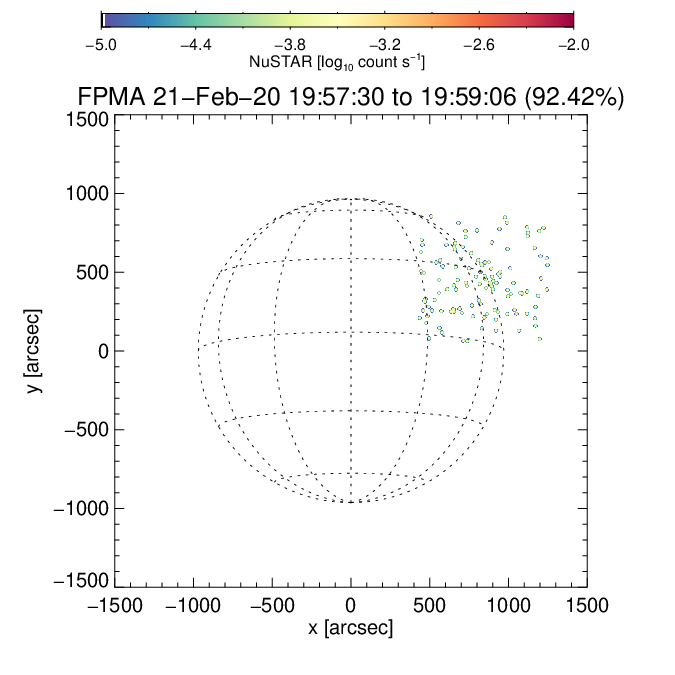 −5.0 −4.4 −3.8 −3.2 −2.6 −2.0
NuSTAR [log₁₀ count s⁻¹]
FPMA 21−Feb−20 19:57:30 to 19:59:06 (92.42%)
1500
1000
500
0
−500
−1000
−1500
y [arcsec]
−1500 −1000 −500 0 500 1000 1500
x [arcsec]